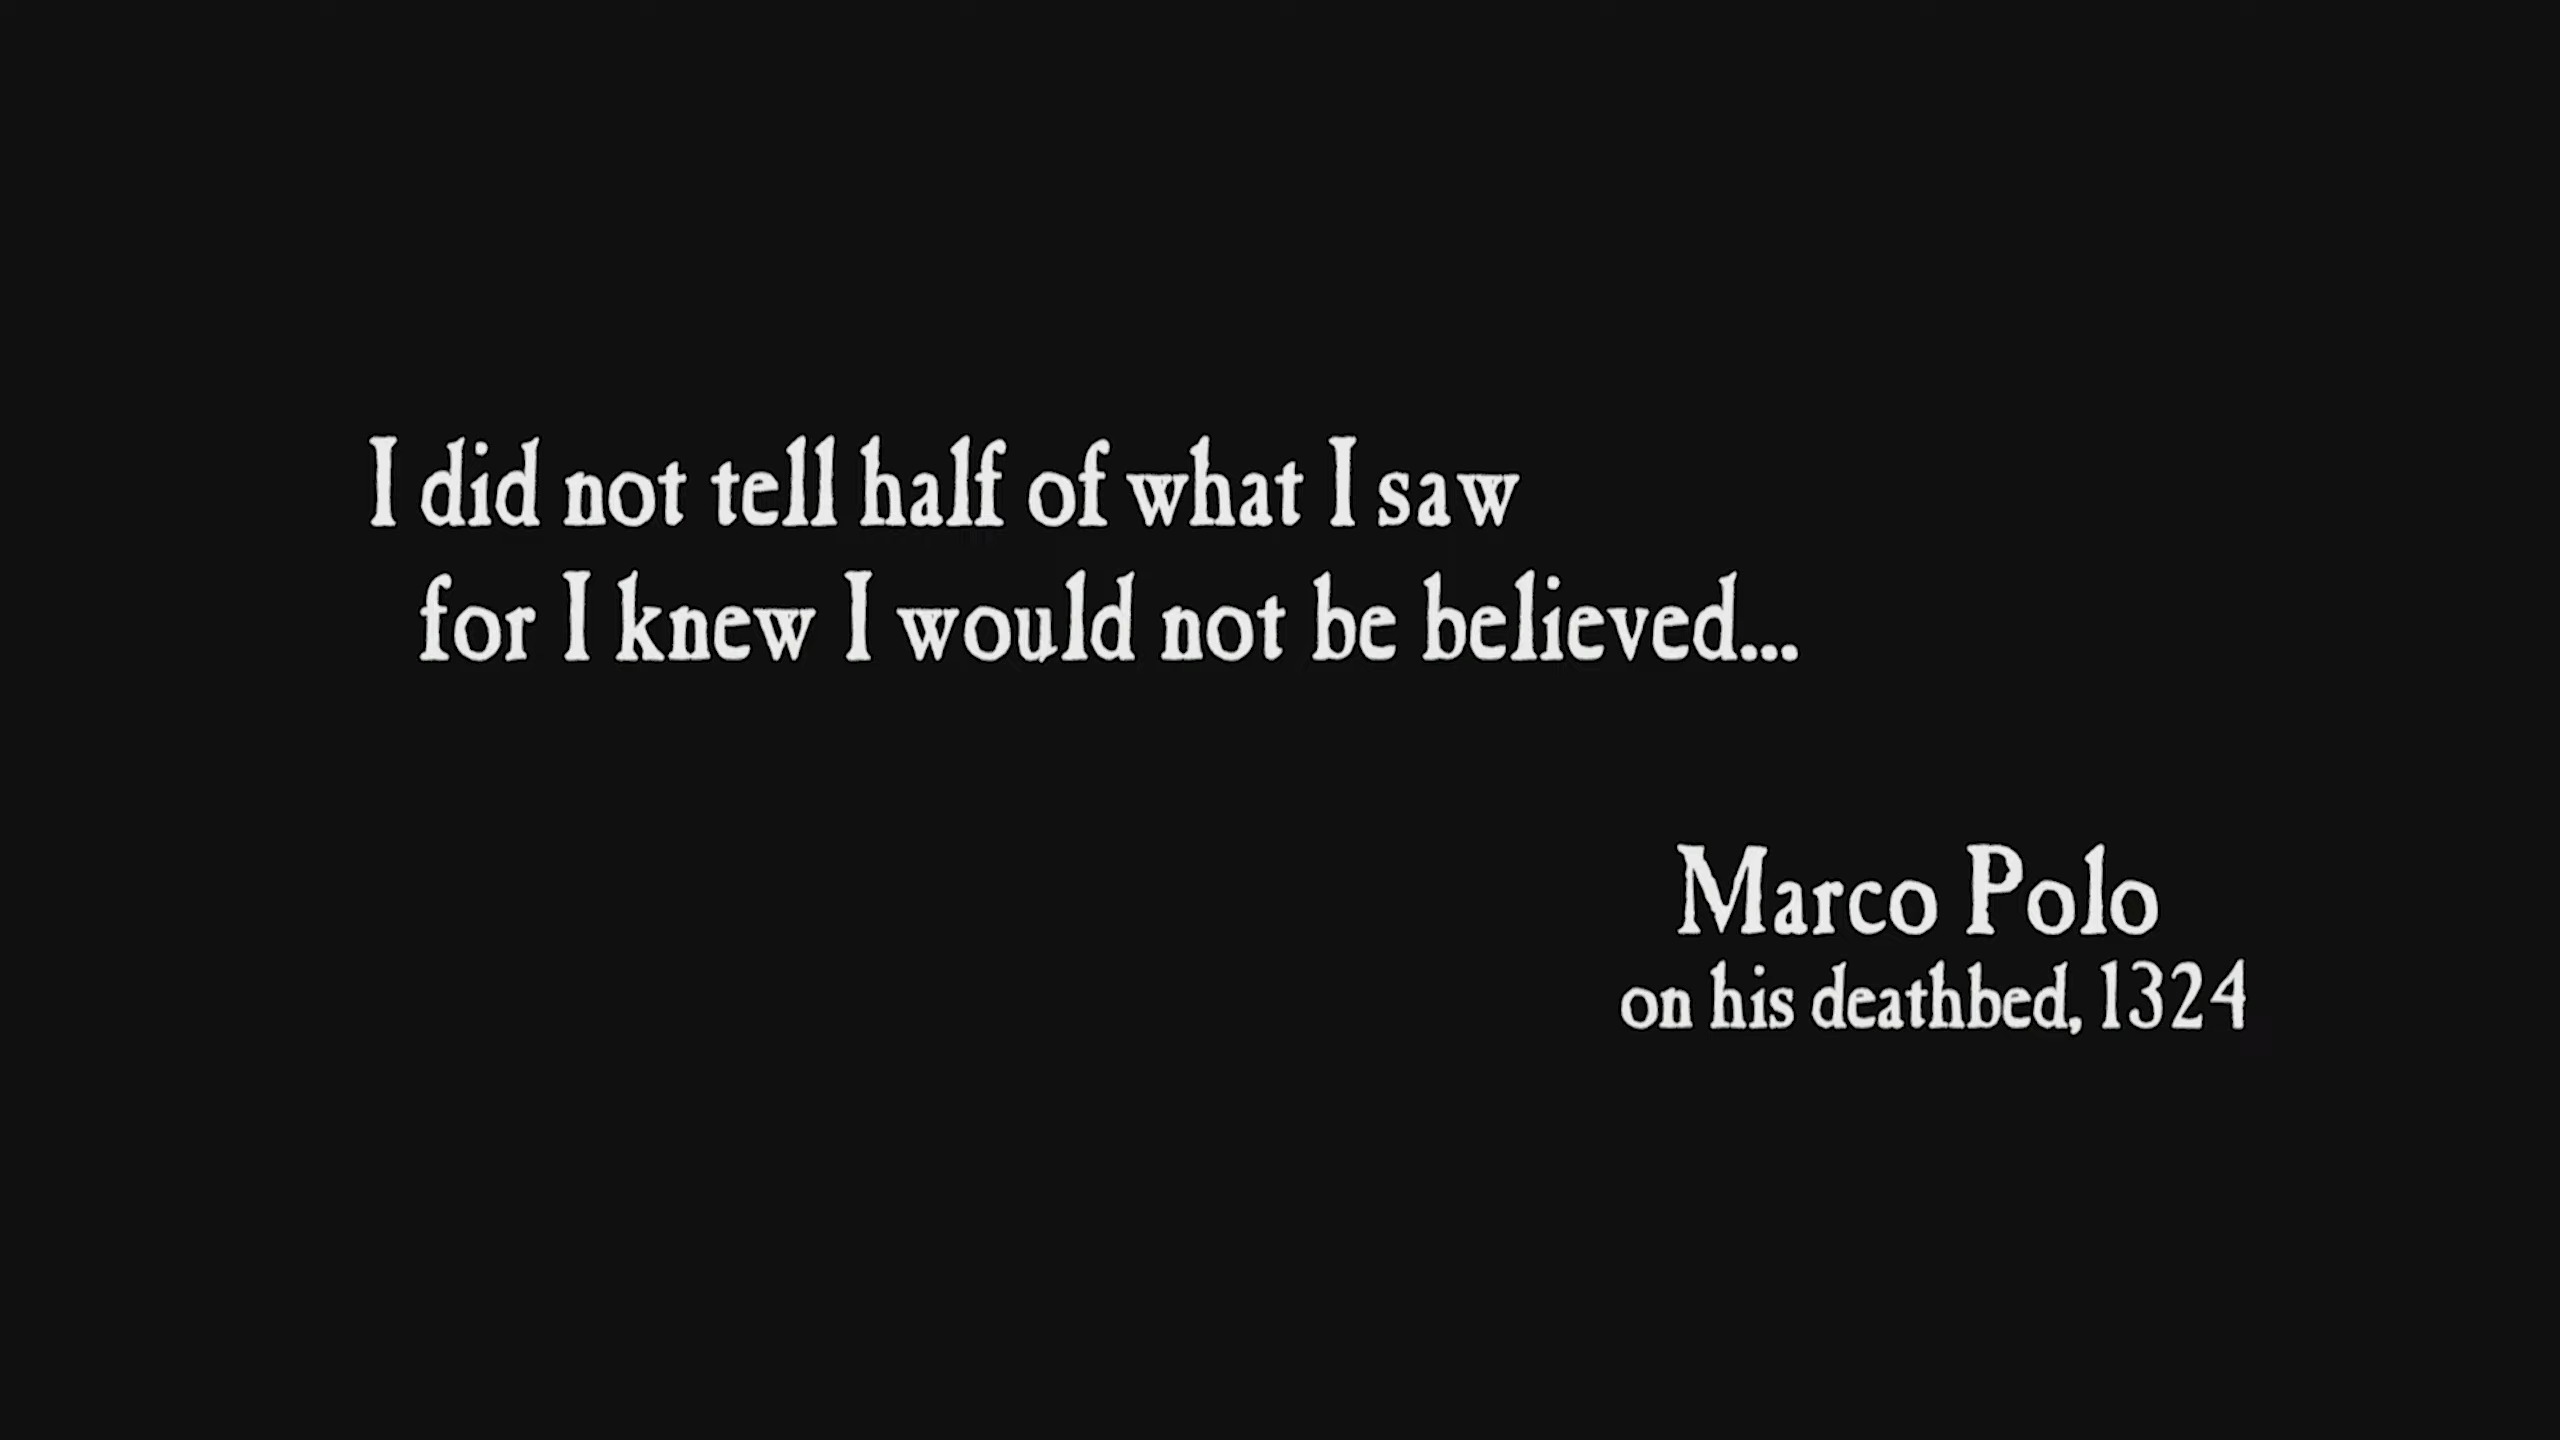 I did not tell half of what I saw
for I knew I would not be believed...
Marco Polo
on his deathbed, 1324